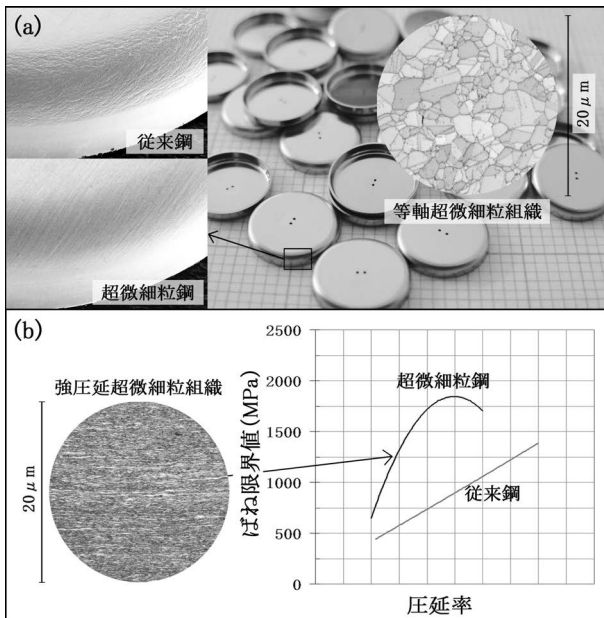 (a)
従来鋼
超微細粒鋼
20μm
等軸超微細粒組織
(b)
強圧延超微細粒組織
20μm
ばね限界値(MPa)
2500
2000
1750
1250
1000
500
0
超微細粒鋼
従来鋼
圧延率